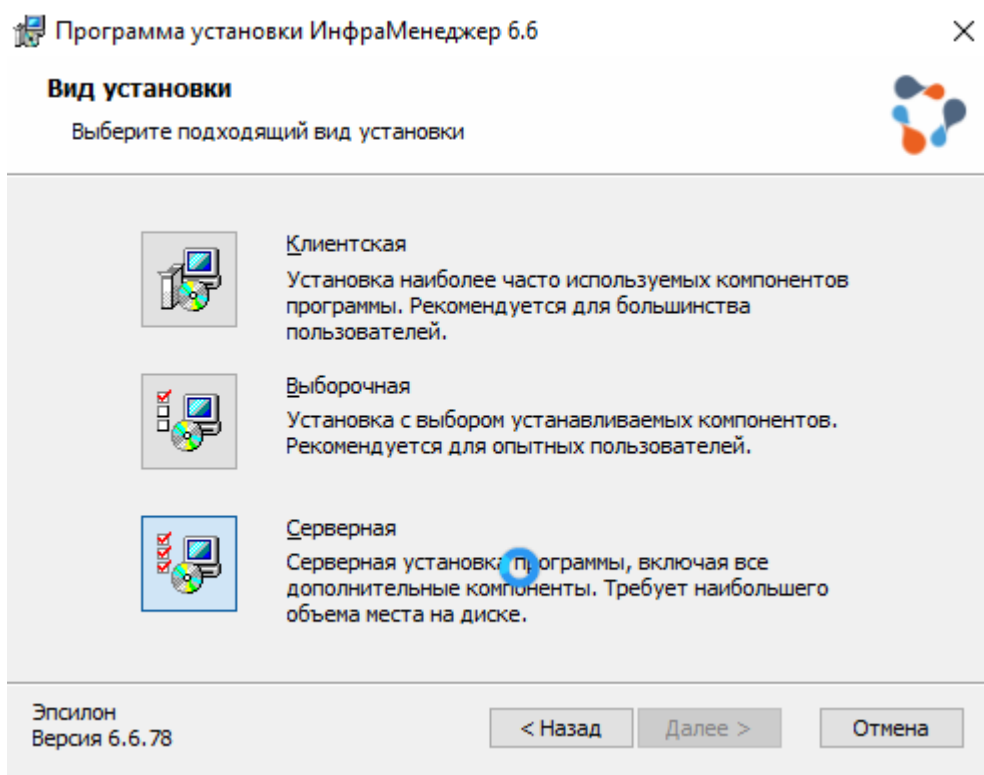 Программа установки ИнфраМенеджер 6.6
Вид установки
Выберите подходящий вид установки
Клиентская
Установка наиболее часто используемых компонентов
программы. Рекомендуется для большинства
пользователей.
Выборочная
Установка с выбором устанавливаемых компонентов.
Рекомендуется для опытных пользователей.
Серверная
Серверная установка программы, включая все
дополнительные компоненты. Требует наибольшего
объема места на диске.
Эпсилон
Версия 6.6.78
< Назад
Далее >
Отмена